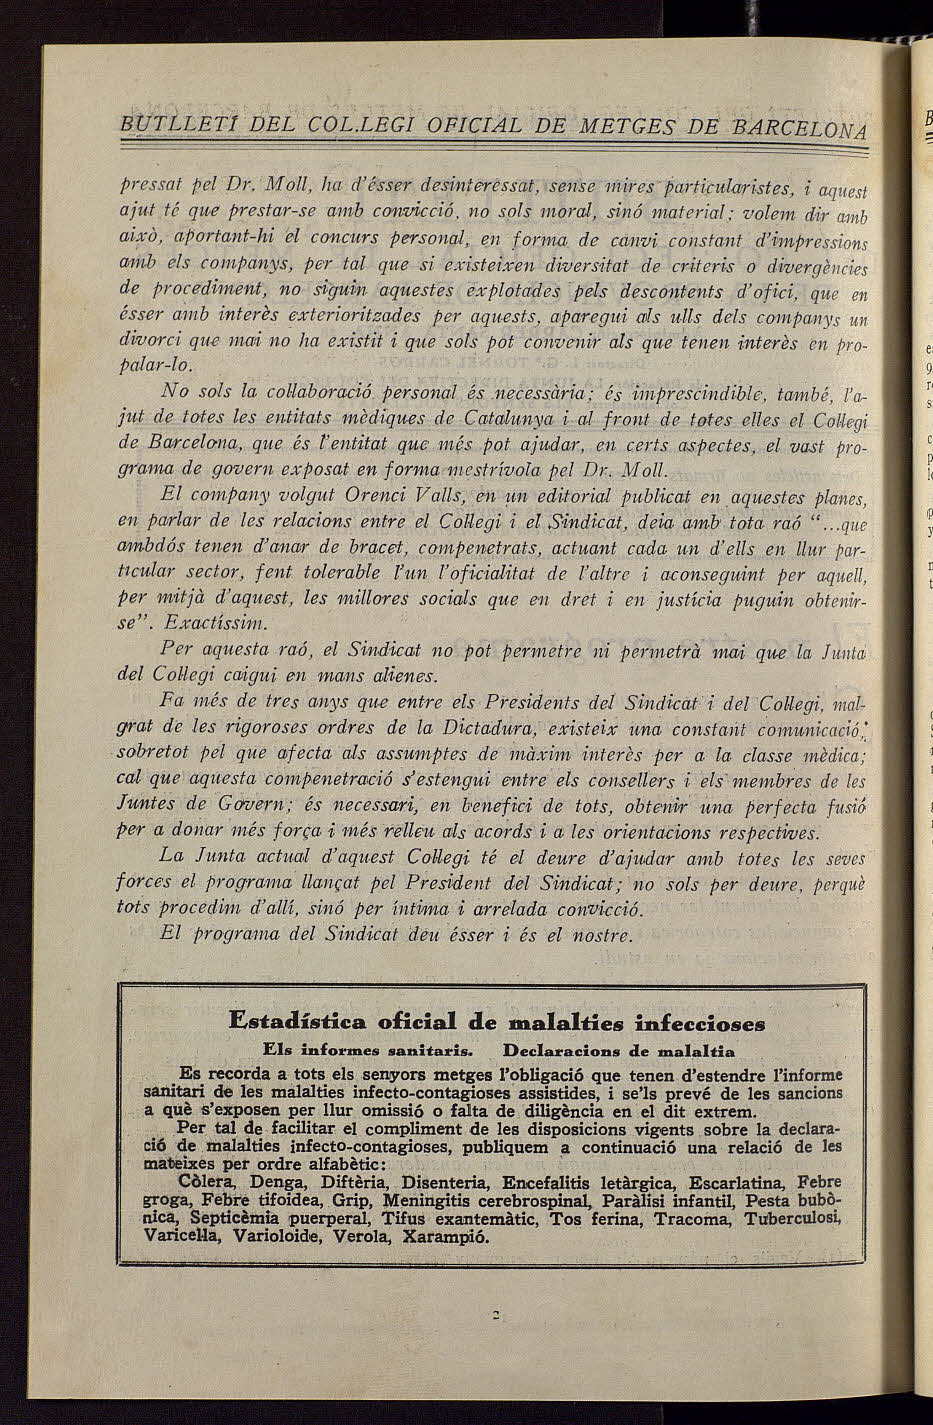 BUTLLETÍ DEL COL.LEGI OFICIAL DE METGES DE BARCELONA
pressat pel Dr. Moll, ha d'ésser desinteressat, sense mires particularistes, i aquest
ajut té que prestar-se amb convicció, no sols moral, sinó material; volem dir amb
això, aportant-hi el concurs personal, en forma de canvi constant d'impressions
amb els companys, per tal que si existeixen diversitat de criteris o divergències
de procediment, no siguin aquestes explotades pels descontents d'ofici, que en
ésser amb interès exterioritzades per aquests, aparegui als ulls dels companys un
divorci que mai no ha existit i que sols pot convenir als que tenen interès en pro-
palar-lo.
No sols la coŀlaboració personal és necessària; és imprescindible, també, l'a-
jut de totes les entitats mèdiques de Catalunya i al front de totes elles el Coŀlegi
de Barcelona, que és l'entitat que més pot ajudar, en certs aspectes, el vast pro-
grama de govern exposat en forma mestrívola pel Dr. Moll.
El company volgut Orenci Valls, en un editorial publicat en aquestes planes,
en parlar de les relacions entre el Coŀlegi i el Sindicat, deia amb tota raó "...que
ambdós tenen d'anar de bracet, compenetrats, actuant cada un d'ells en llur par-
ticular sector, fent tolerable l'un l'oficialitat de l'altre i aconseguint per aquell,
per mitjà d'aquest, les millores socials que en dret i en justícia puguin obtenir-
se". Exactíssim.
Per aquesta raó, el Sindicat no pot permetre ni permetrà mai que la Junta
del Coŀlegi caigui en mans alienes.
Fa més de tres anys que entre els Presidents del Sindicat i del Coŀlegi, mal-
grat de les rigoroses ordres de la Dictadura, existeix una constant comunicació,
sobretot pel que afecta als assumptes de màxim interès per a la classe mèdica;
cal que aquesta compenetració s'estengui entre els consellers i els membres de les
Juntes de Govern; és necessari, en benefici de tots, obtenir una perfecta fusió
per a donar més força i més relleu als acords i a les orientacions respectives.
La Junta actual d'aquest Coŀlegi té el deure d'ajudar amb totes les seves
forces el programa llançat pel President del Sindicat; no sols per deure, perquè
tots procedim d'allí, sinó per íntima i arrelada convicció.
El programa del Sindicat deu ésser i és el nostre.
Estadística oficial de malalties infeccioses
Els informes sanitaris. Declaracions de malaltia
Es recorda a tots els senyors metges l'obligació que tenen d'estendre l'informe
sanitari de les malalties infecto-contagioses assistides, i se'ls prevé de les sancions
a què s'exposen per llur omissió o falta de diligència en el dit extrem.
Per tal de facilitar el compliment de les disposicions vigents sobre la declara-
ció de malalties infecto-contagioses, publiquem a continuació una relació de les
mateixes per ordre alfabètic:
Còlera, Denga, Diftèria, Disenteria, Encefalitis letàrgica, Escarlatina, Febre
groga, Febre tifoidea, Grip, Meningitis cerebrospinal, Paràlisi infantil, Pesta bubò-
nica, Septicèmia puerperal, Tifus exantemàtic, Tos ferina, Tracoma, Tuberculosi,
Variceŀla, Varioloide, Verola, Xarampió.
2